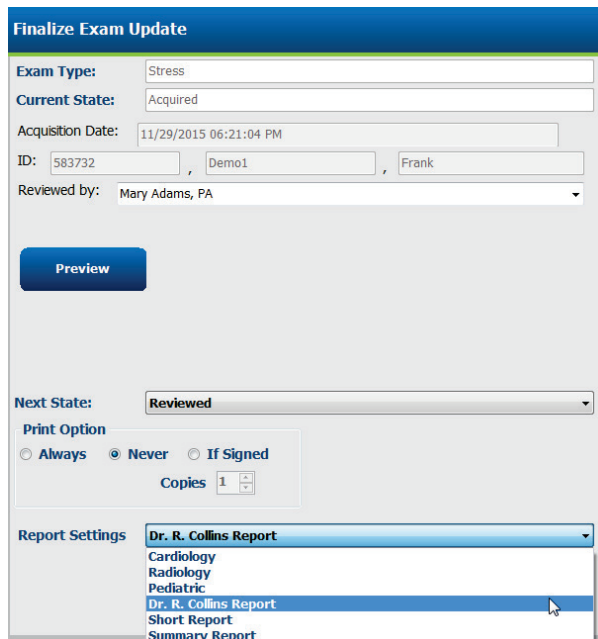 Finalize Exam Update
Exam Type: Stress
Current State: Acquired
Acquisition Date: 11/29/2015 06:21:04 PM
ID: 583732 , Demo1 , Frank
Reviewed by: Mary Adams, PA
Preview
Next State: Reviewed
Print Option
Always Never If Signed
Copies 1
Report Settings Dr. R. Collins Report
Cardiology
Radiology
Pediatric
Dr. R. Collins Report
Short Report
Summary Report